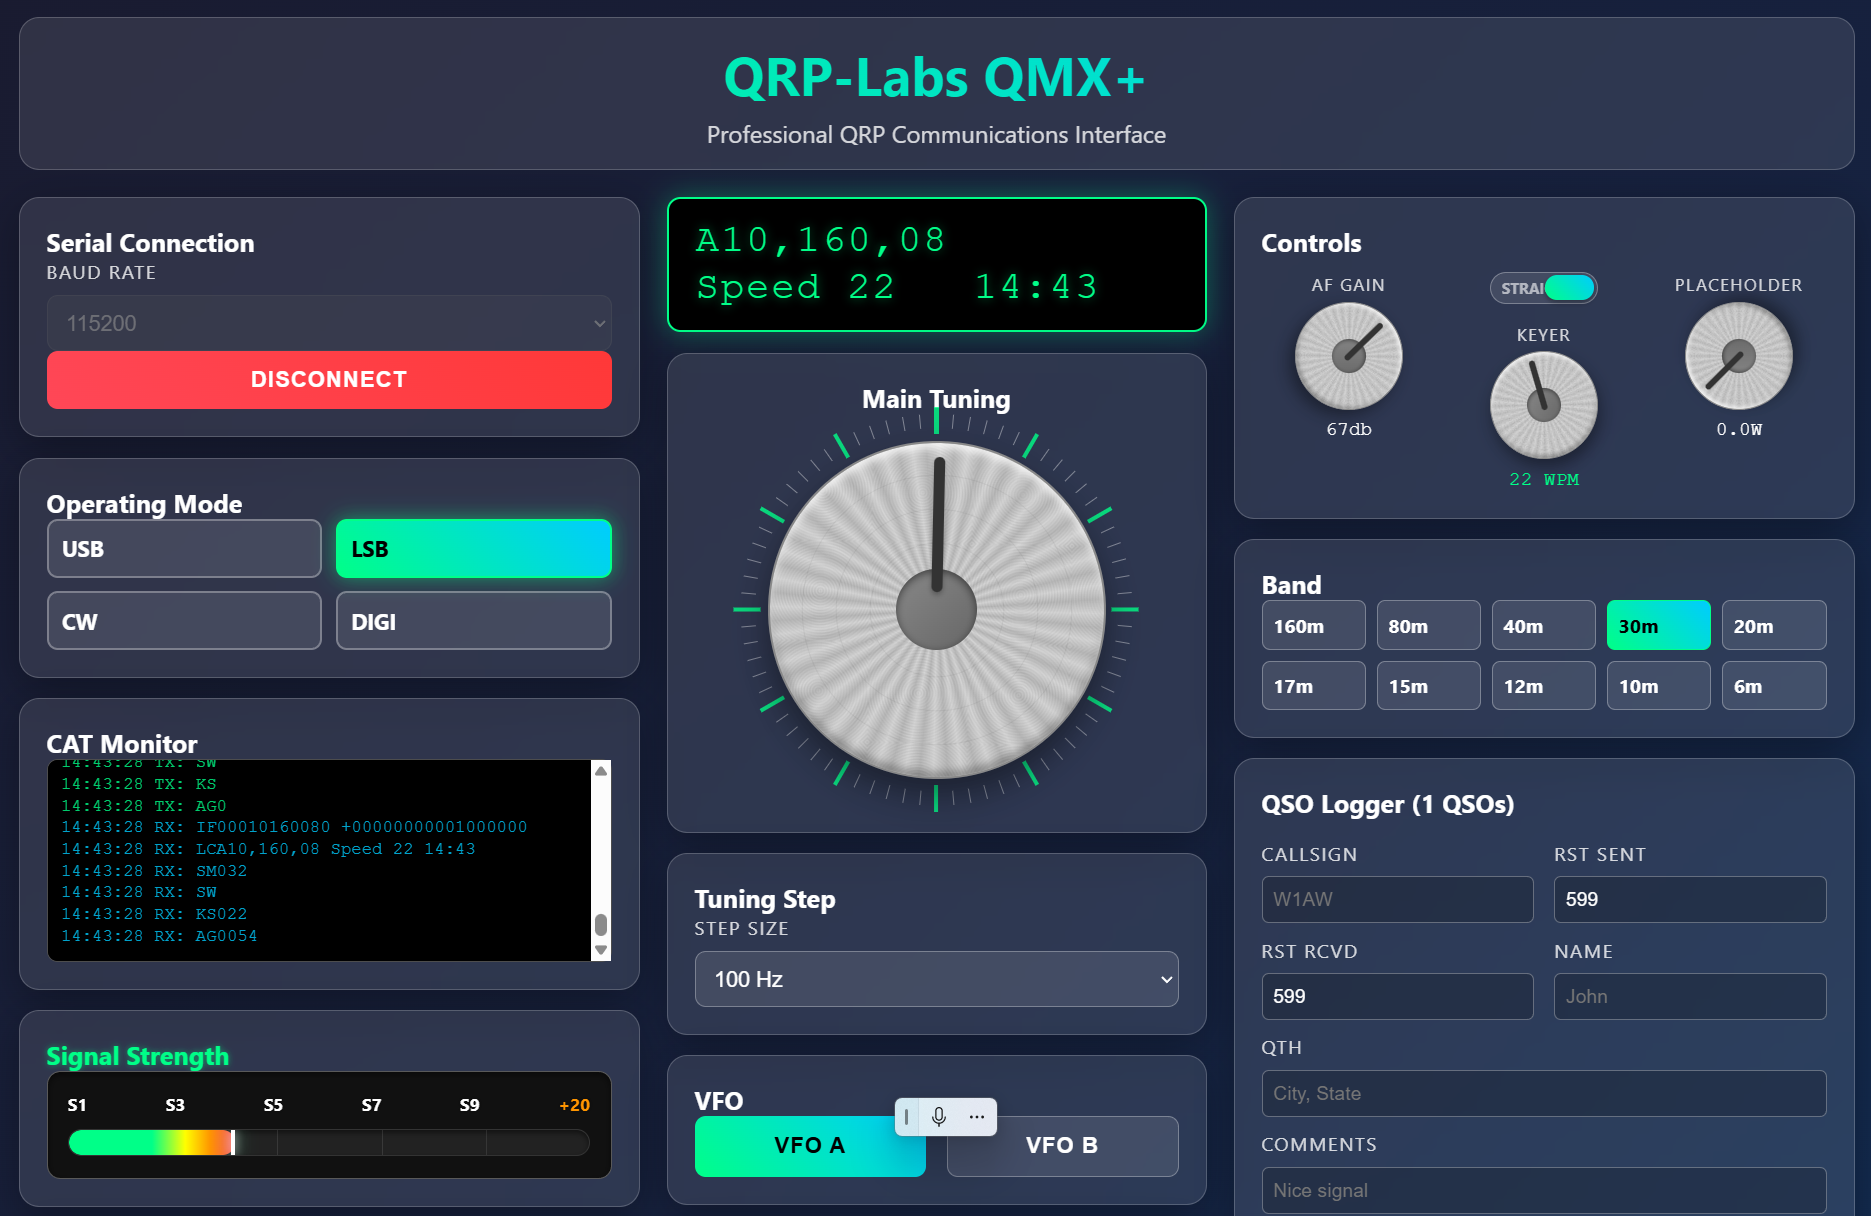 QRP-Labs QMX+
Professional QRP Communications Interface
Serial Connection
BAUD RATE
115200
DISCONNECT
Operating Mode
USB
LSB
CW
DIGI
CAT Monitor
14:43:28 TX: SW
14:43:28 TX: KS
14:43:28 TX: AG0
14:43:28 RX: IF00010160080 +00000000001000000
14:43:28 RX: LCA10,160,08 Speed 22 14:43
14:43:28 RX: SM032
14:43:28 RX: SW
14:43:28 RX: KS022
14:43:28 RX: AG0054
Signal Strength
S1 S3 S5 S7 S9 +20
A10,160,08
Speed 22 14:43
Main Tuning
Tuning Step
STEP SIZE
100 Hz
VFO
VFO A
VFO B
Controls
AF GAIN
67db
STRAI
KEYER
22 WPM
PLACEHOLDER
0.0W
Band
160m 80m 40m 30m 20m
17m 15m 12m 10m 6m
QSO Logger (1 QSOs)
CALLSIGN
W1AW
RST SENT
599
RST RCVD
599
NAME
John
QTH
City, State
COMMENTS
Nice signal